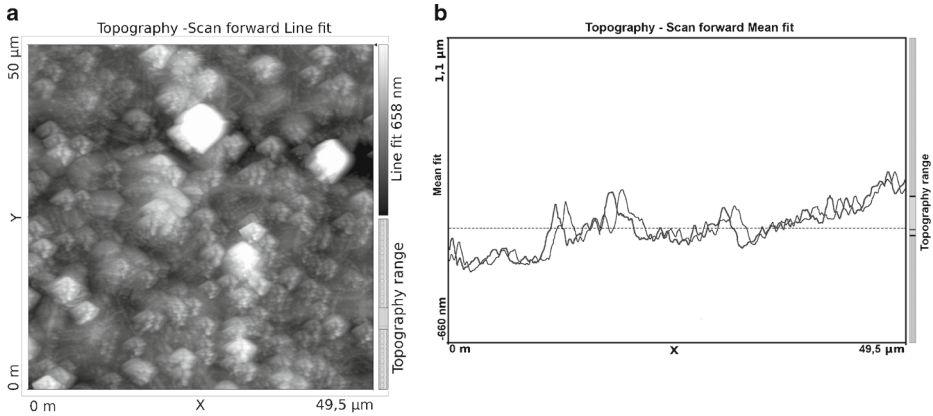 a
Topography -Scan forward Line fit
50 µm
Y
0 m
0 m
X
49,5 µm
Line fit 658 nm
Topography range
b
Topography - Scan forward Mean fit
1,1 µm
Mean fit
-660 nm
0 m
X
49,5 µm
Topography range